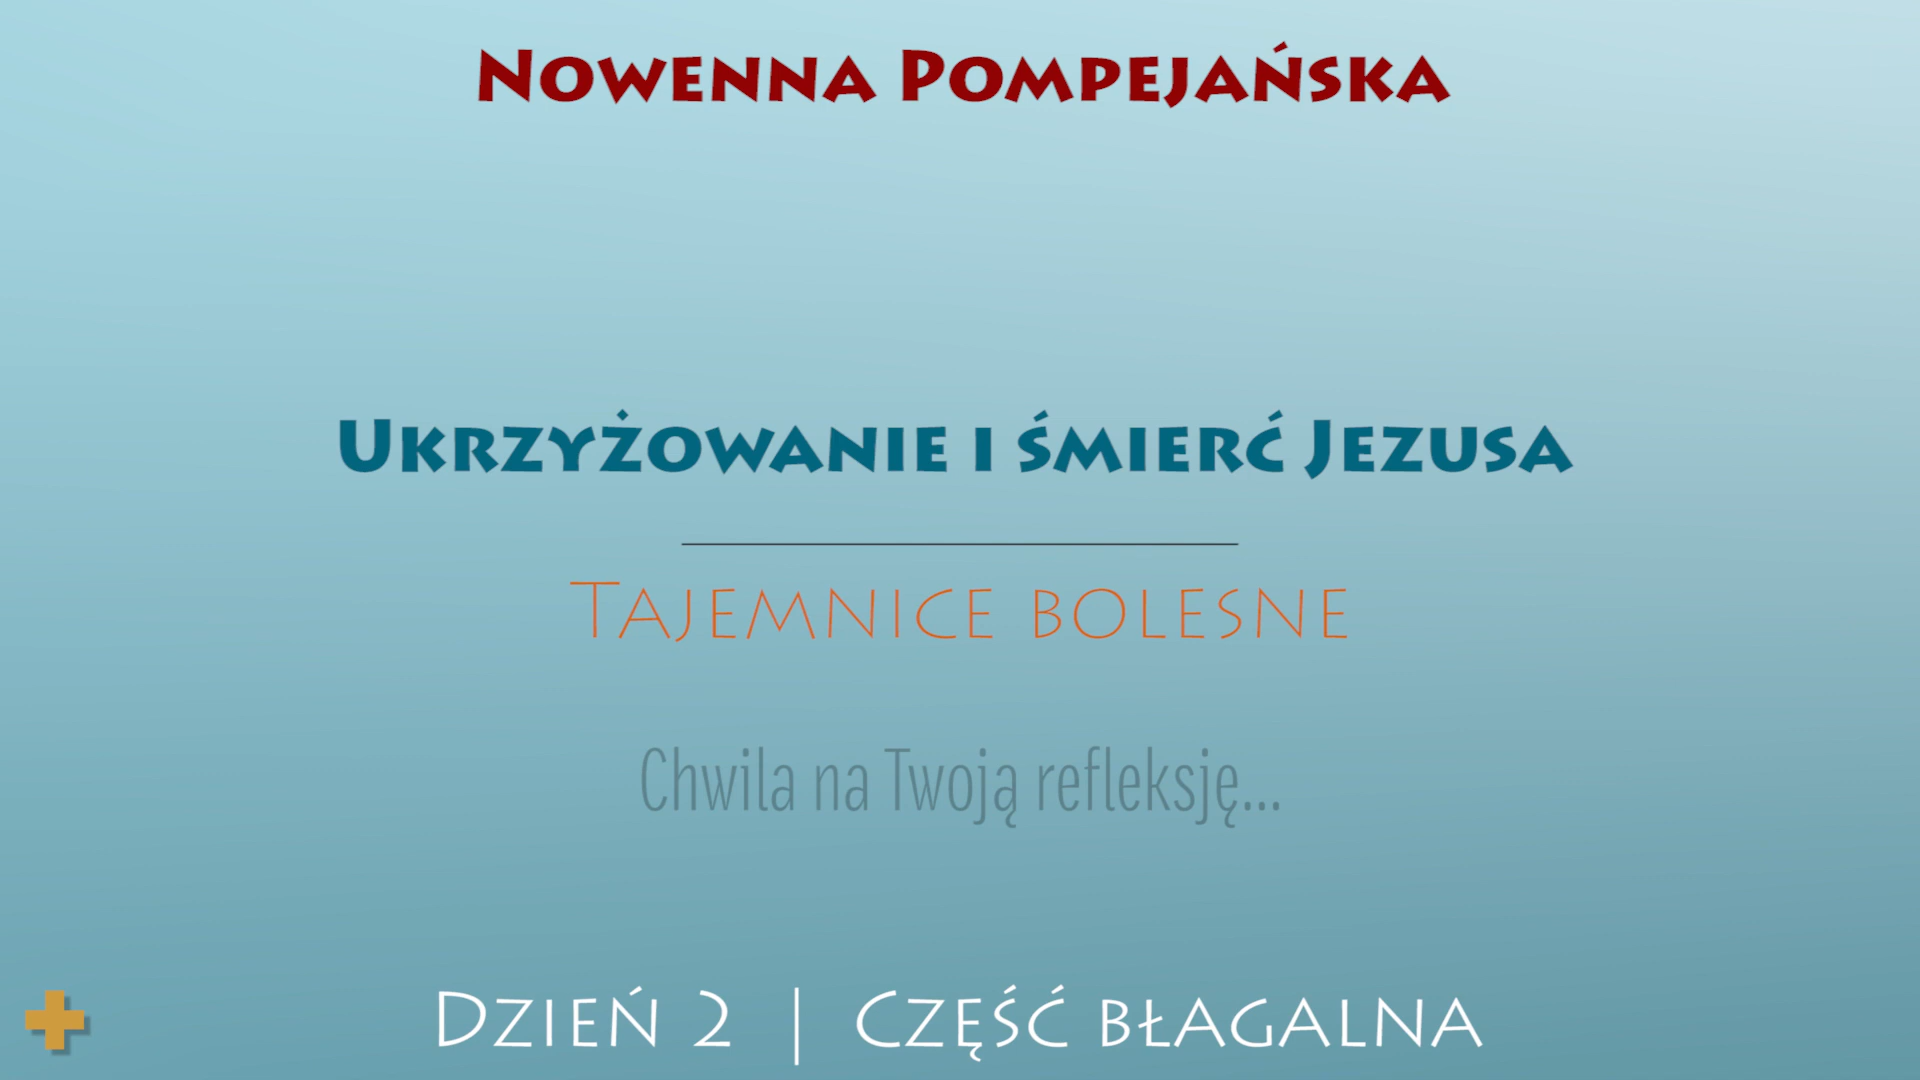 Nowenna Pompejańska
Ukrzyżowanie i śmierć Jezusa
Tajemnice bolesne
Chwila na Twoją refleksję...
Dzień 2 | Część błagalna